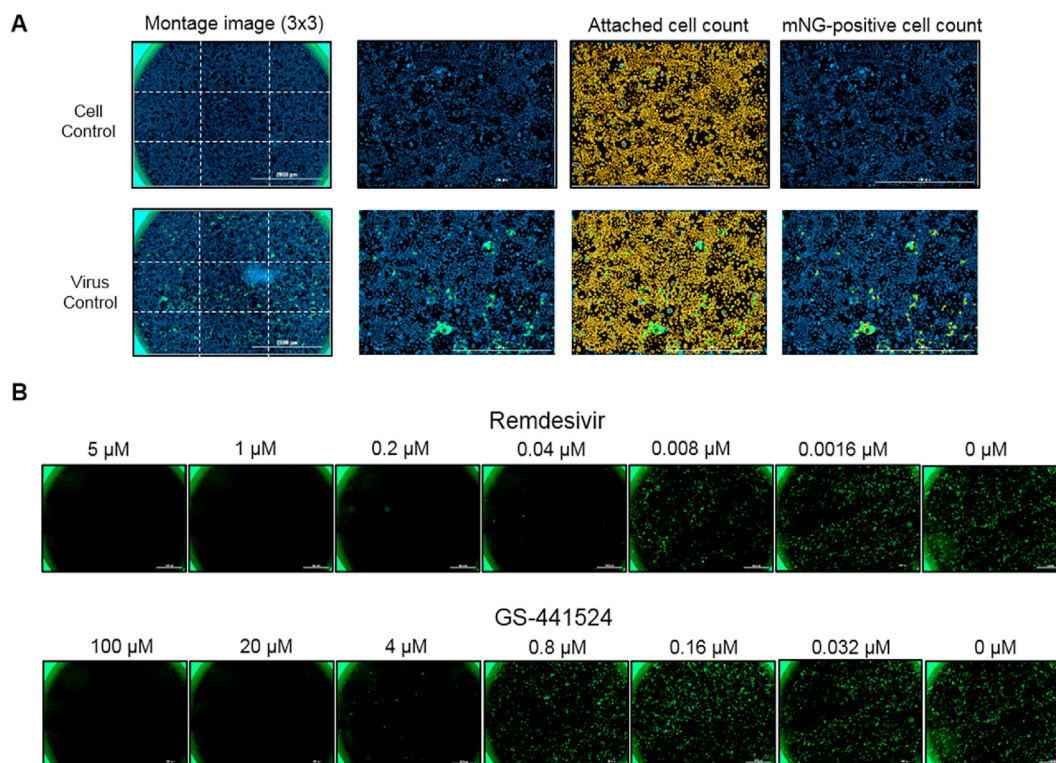 A
Montage image (3x3)
Attached cell count
mNG-positive cell count
Cell
Control
2000 µm
Virus
Control
B
Remdesivir
5 µM 1 µM 0.2 µM 0.04 µM 0.008 µM 0.0016 µM 0 µM
GS-441524
100 µM 20 µM 4 µM 0.8 µM 0.16 µM 0.032 µM 0 µM